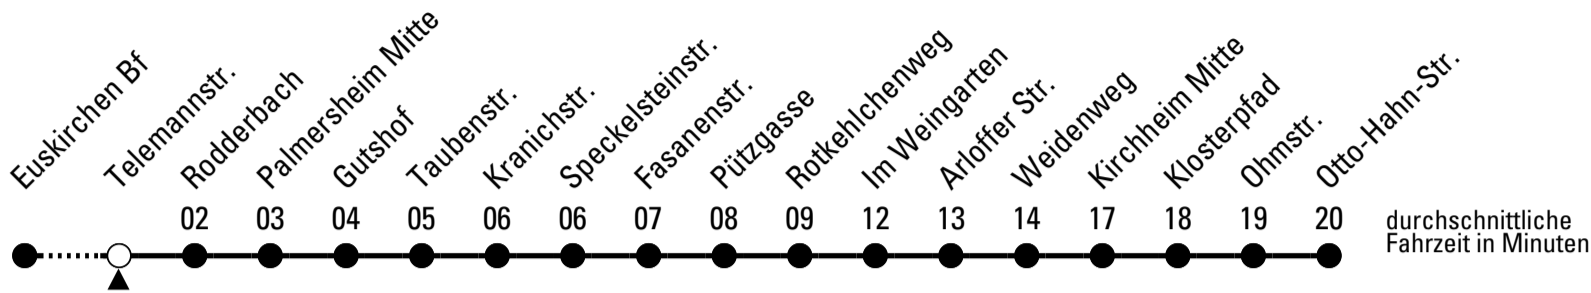 Euskirchen Bf
Telemannstr.
Rodderbach
Palmersheim Mitte
Gutshof
Taubenstr.
Kranichstr.
Speckelsteinstr.
Fasanenstr.
Pützgasse
Rotkehlchenweg
Im Weingarten
Arloffer Str.
Weidenweg
Kirchheim Mitte
Klosterpfad
Ohmstr.
Otto-Hahn-Str.
02 03 04 05 06 06 07 08 09 12 13 14 17 18 19 20
durchschnittliche
Fahrzeit in Minuten